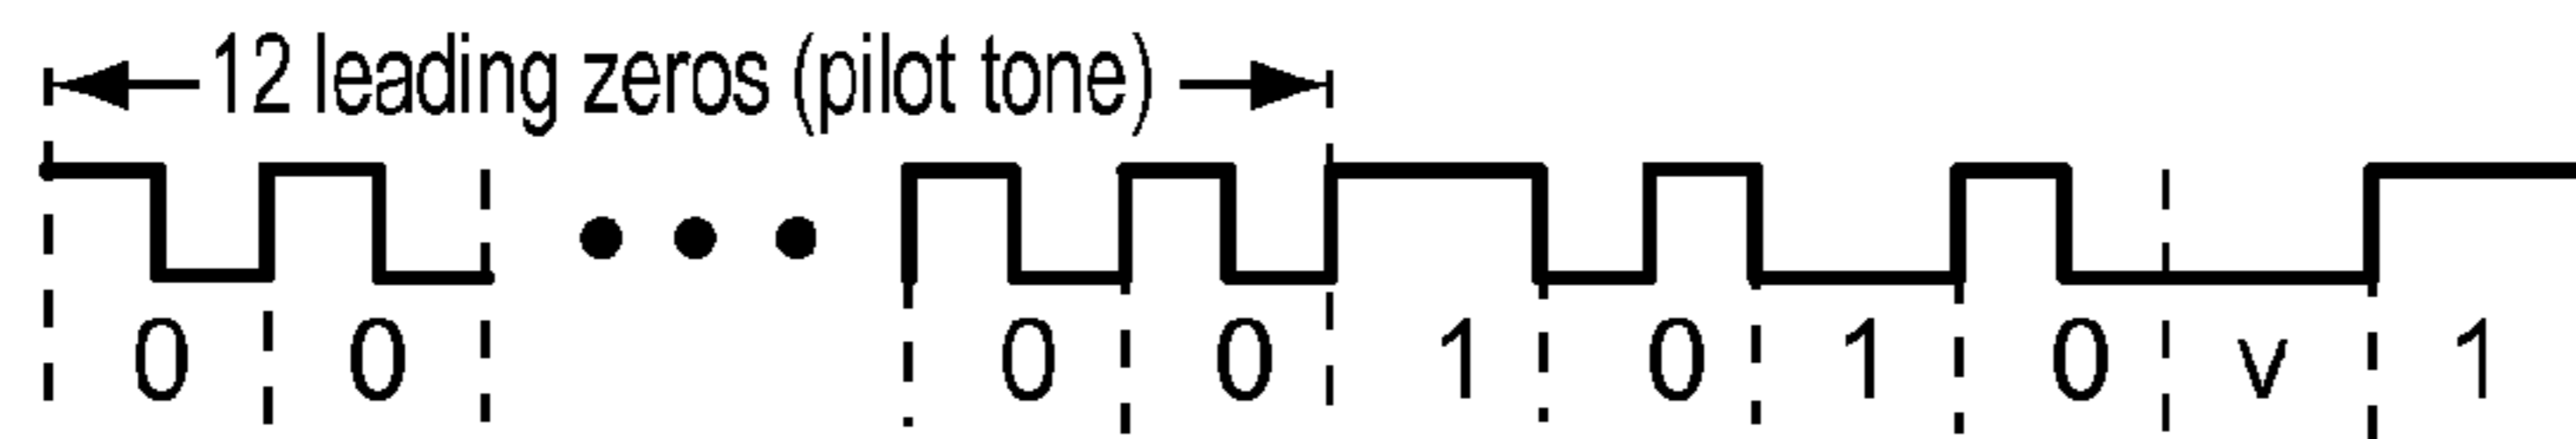 12 leading zeros (pilot tone)
0 0 0 0 1 0 1 0 v 1